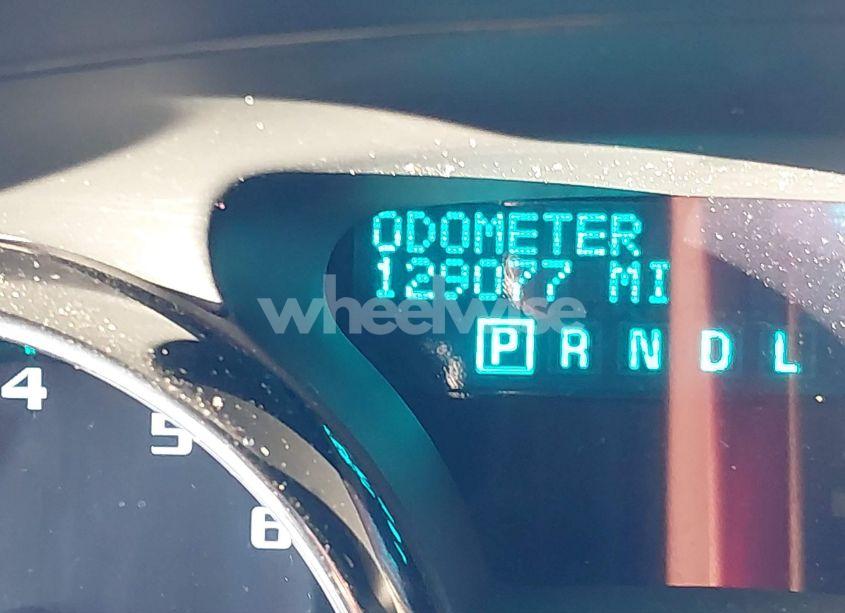 ODOMETER
129077 MI
wheelwise
P R N D L
4
5
6